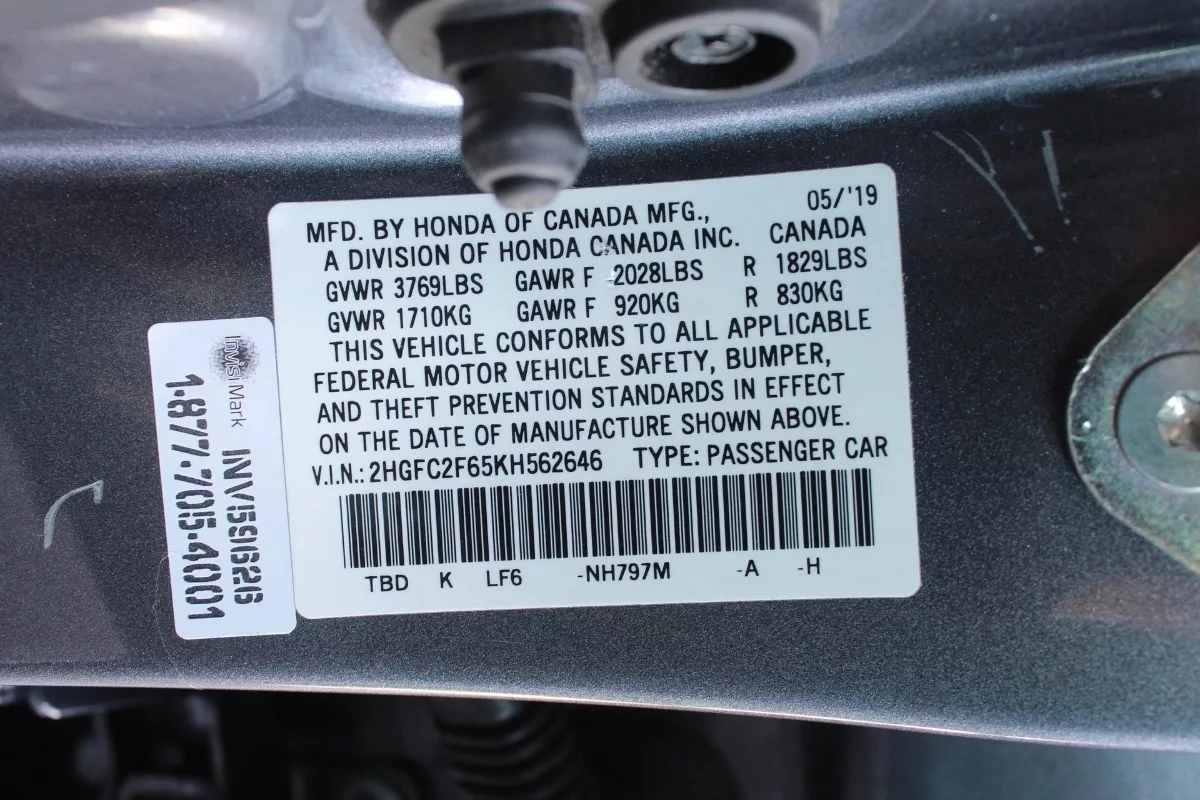 MFD. BY HONDA OF CANADA MFG., 05/'19
A DIVISION OF HONDA CANADA INC. CANADA
GVWR 3769LBS GAWR F 2028LBS R 1829LBS
GVWR 1710KG GAWR F 920KG R 830KG
THIS VEHICLE CONFORMS TO ALL APPLICABLE
FEDERAL MOTOR VEHICLE SAFETY, BUMPER,
AND THEFT PREVENTION STANDARDS IN EFFECT
ON THE DATE OF MANUFACTURE SHOWN ABOVE.
V.I.N.: 2HGFC2F65KH562646 TYPE: PASSENGER CAR
TBD K LF6 -NH797M -A -H
InvisiMark INV59626
1-877-705-4001